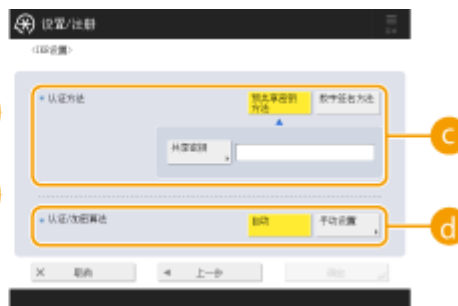 设置/注册
<IKE设置>
认证方法
预共享密钥
方法
数字签名方法
共享密钥
c
认证/加密算法
自动
手动设置
d
× 取消
◄ 上一步
确定